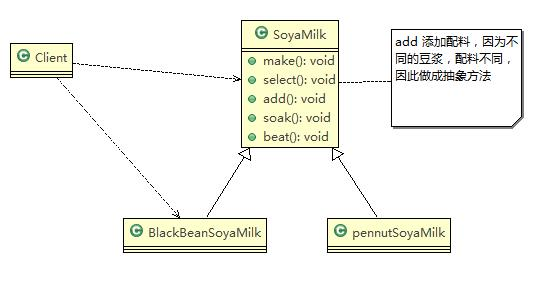 Client
SoyaMilk
make(): void
select(): void
add(): void
soak(): void
beat(): void
add 添加配料，因为不
同的豆浆，配料不同，
因此做成抽象方法
BlackBeanSoyaMilk
pennutSoyaMilk